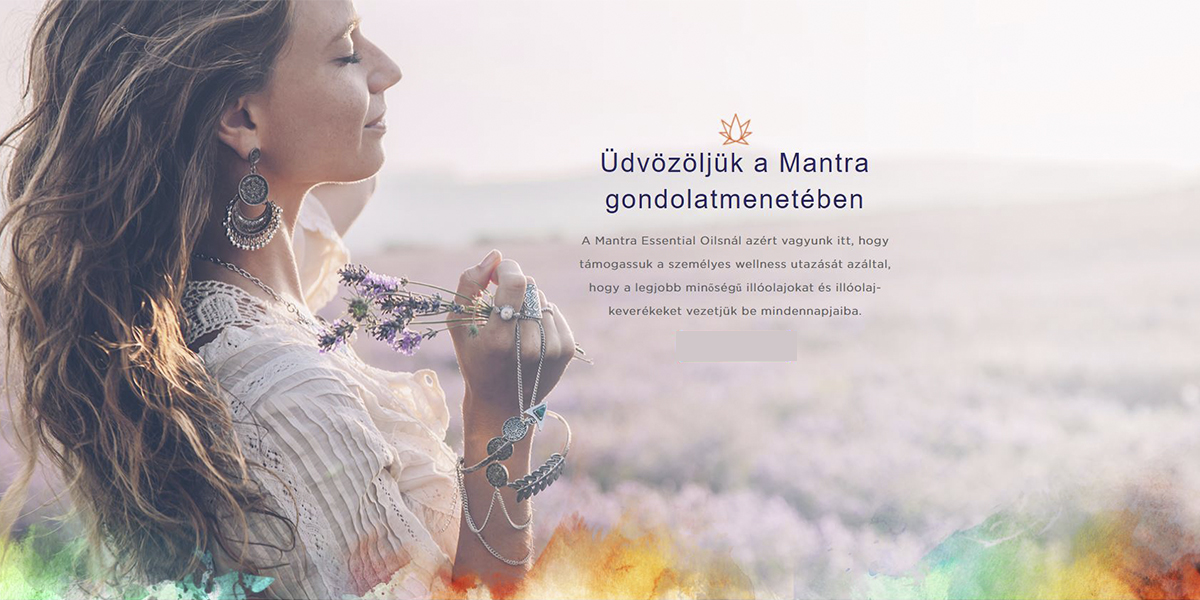 Üdvözöljük a Mantra
gondolatmenetében
A Mantra Essential Oilsnál azért vagyunk itt, hogy
támogassuk a személyes wellness utazását azáltal,
hogy a legjobb minőségű illóolajokat és illóolaj-
keverékeket vezetjük be mindennapjaiba.